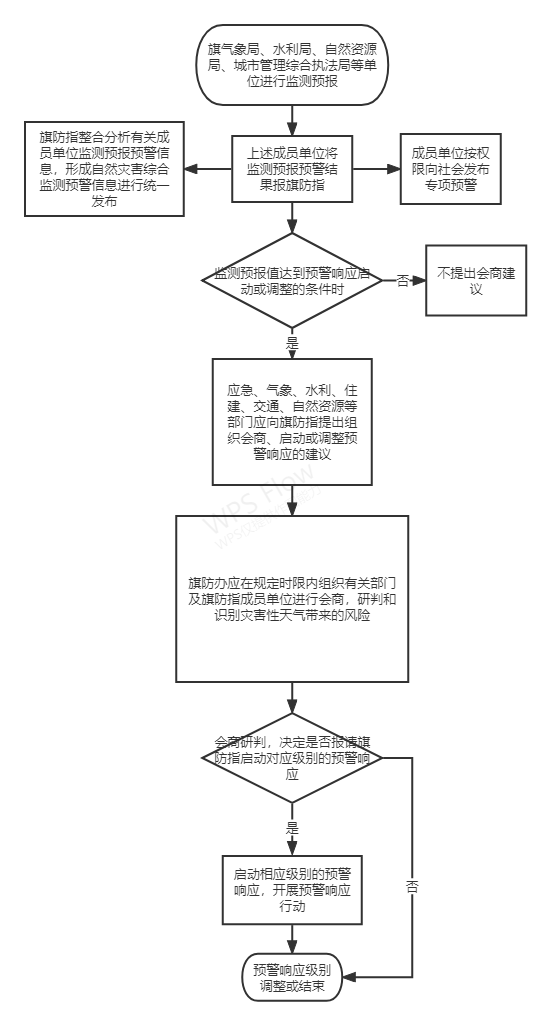 旗气象局、水利局、自然资源
局、城市管理综合执法局等单
位进行监测预报
旗防指整合分析有关成
员单位监测预报预警信
息，形成自然灾害综合
监测预警信息进行统一
发布
上述成员单位将
监测预报预警结
果报旗防指
成员单位按权
限向社会发布
专项预警
监测预报值达到预警响应启
动或调整的条件时
否
不提出会商建
议
是
应急、气象、水利、住
建、交通、自然资源等
部门应向旗防指提出组
织会商、启动或调整预
警响应的建议
WPS Flow
旗防办应在规定时限内组织有关部门
及旗防指成员单位进行会商，研判和
识别灾害性天气带来的风险
会商研判，决定是否报请旗
防指启动对应级别的预警响
应
是
否
启动相应级别的预警
响应，开展预警响应
行动
预警响应级别
调整或结束